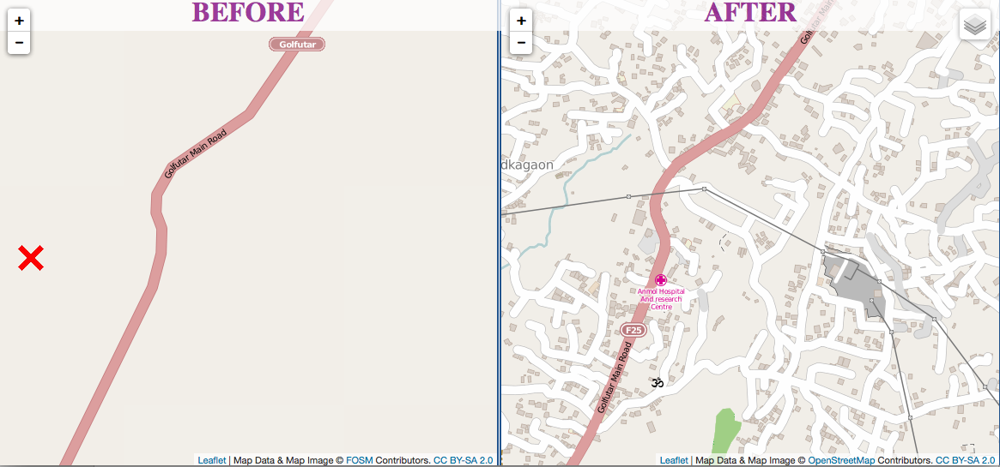 BEFORE
+
−
Golfutar
Golfutar Main Road
Leaflet | Map Data & Map Image © FOSM Contributors. CC BY-SA 2.0
AFTER
+
−
dkagaon
Anmol Hospital
And research
Centre
F25
Golfutar Main Road
ॐ
Leaflet | Map Data & Map Image © OpenStreetMap Contributors. CC BY-SA 2.0